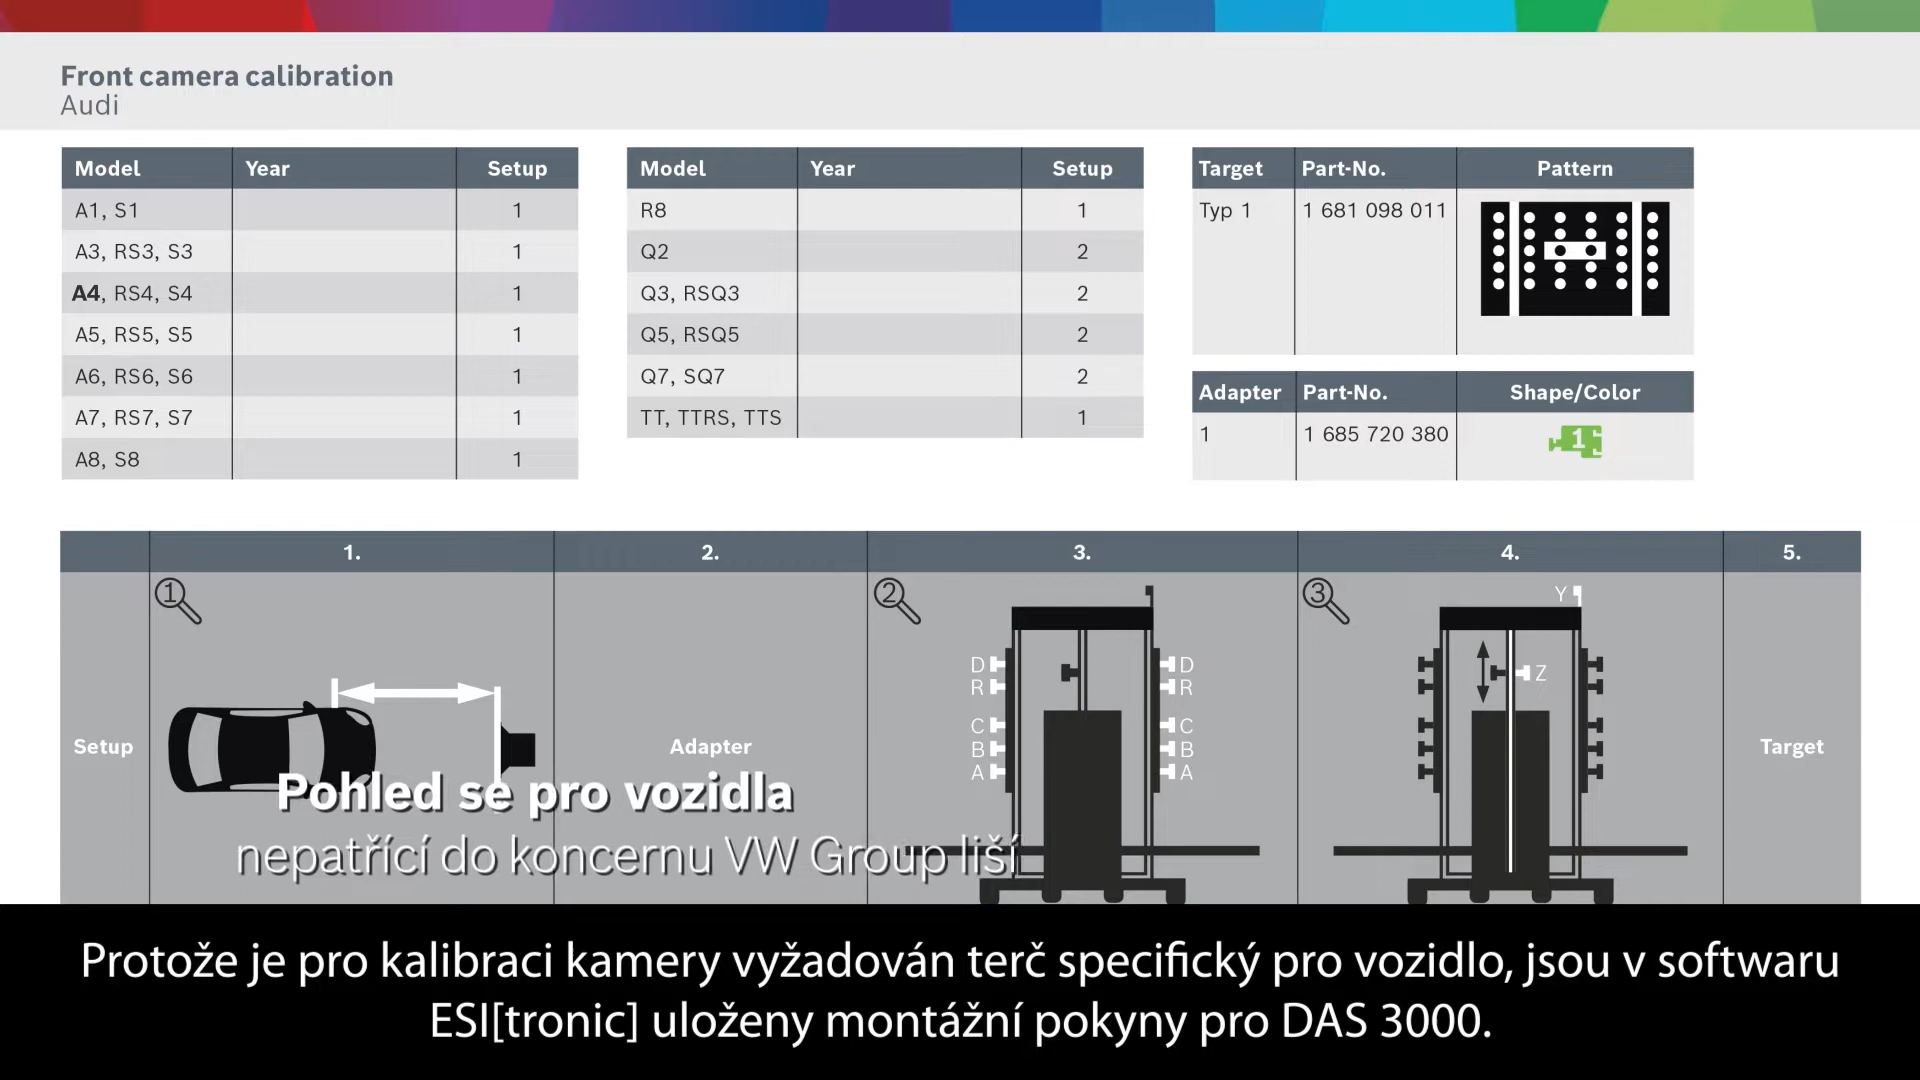 Front camera calibration
Audi
Model Year Setup
A1, S1 1
A3, RS3, S3 1
A4, RS4, S4 1
A5, RS5, S5 1
A6, RS6, S6 1
A7, RS7, S7 1
A8, S8 1
Model Year Setup
R8 1
Q2 2
Q3, RSQ3 2
Q5, RSQ5 2
Q7, SQ7 2
TT, TTRS, TTS 1
Target Part-No. Pattern
Typ 1 1 681 098 011
Adapter Part-No. Shape/Color
1 1 685 720 380 1
1. 2. 3. 4. 5.
1 2 3 Y
D D
R R
Z
C C
B B
A A
Setup Adapter Target
Pohled se pro vozidla
nepatřící do koncernu VW Group liší
Protože je pro kalibraci kamery vyžadován terč specifický pro vozidlo, jsou v softwaru
ESI[tronic] uloženy montážní pokyny pro DAS 3000.